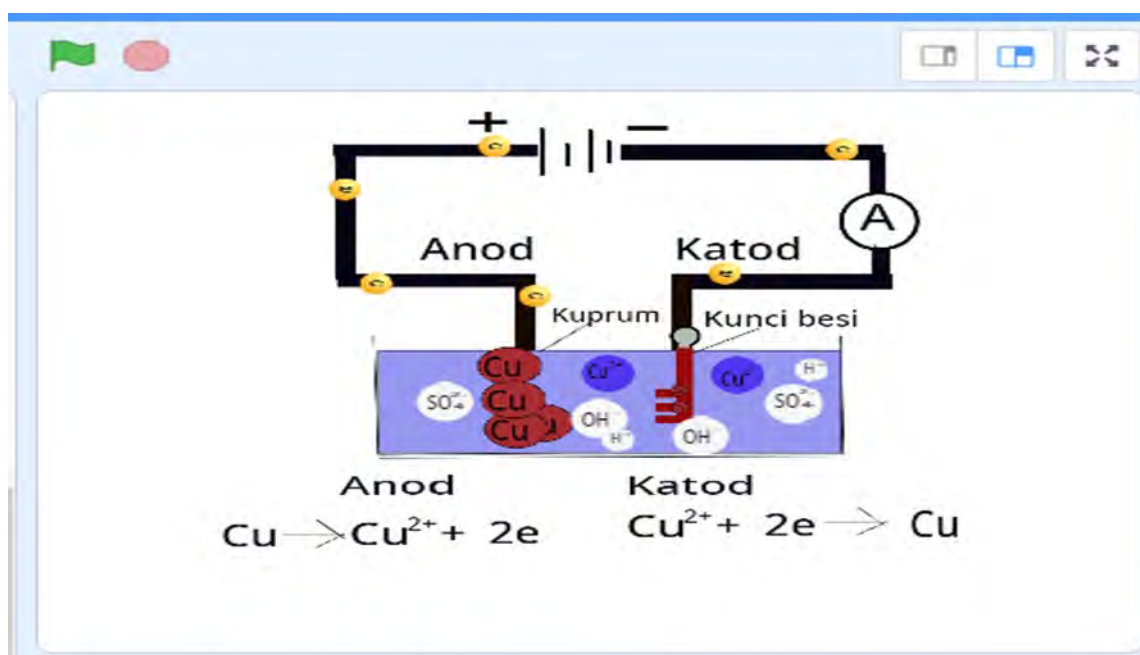 + −
e e
e
A
Anod Katod
e e
e
Kuprum Kunci besi
Cu Cu²⁺ Cu²⁻ H⁺
SO₄²⁻ Cu SO₄²⁻
Cu OH⁻ H⁺ OH⁻
Anod Katod
Cu → Cu²⁺ + 2e Cu²⁺ + 2e → Cu